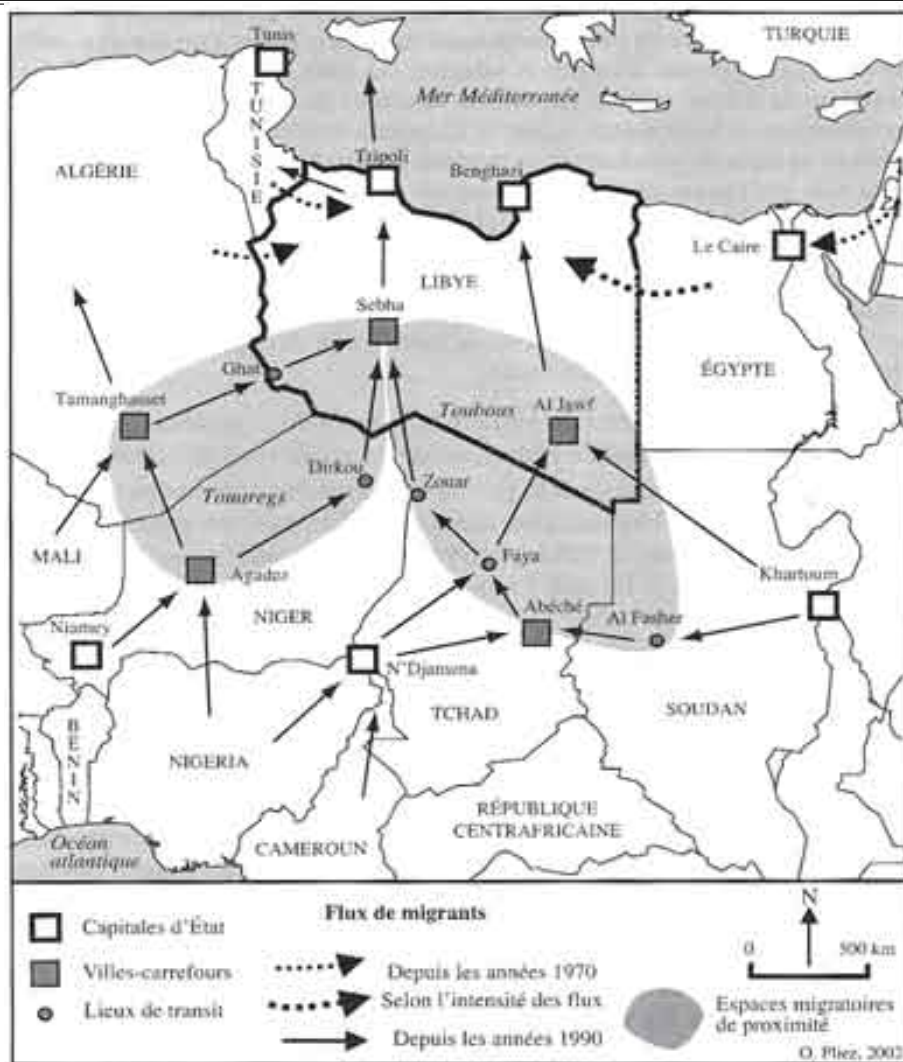 Tunis
TURQUIE
Mer Méditerranée
TUNISIE
ALGÉRIE
Tripoli
Benghazi
Le Caire
LIBYE
Sebha
ÉGYPTE
Ghat
Tamanghasset
Toubous
Al Jawf
Dirkou
Zouar
Touaregs
MALI
Faya
Agadez
Khartoum
NIGER
Abéché
Al Fasher
Niamey
N'Djamena
TCHAD
SOUDAN
BÉNIN
NIGERIA
RÉPUBLIQUE
CENTRAFRICAINE
Océan
atlantique
CAMEROUN
Flux de migrants
N
Capitales d'État
0 500 km
Villes-carrefours
Depuis les années 1970
Lieux de transit
Selon l'intensité des flux
Espaces migratoires
de proximité
Depuis les années 1990
O. Pliez, 2002